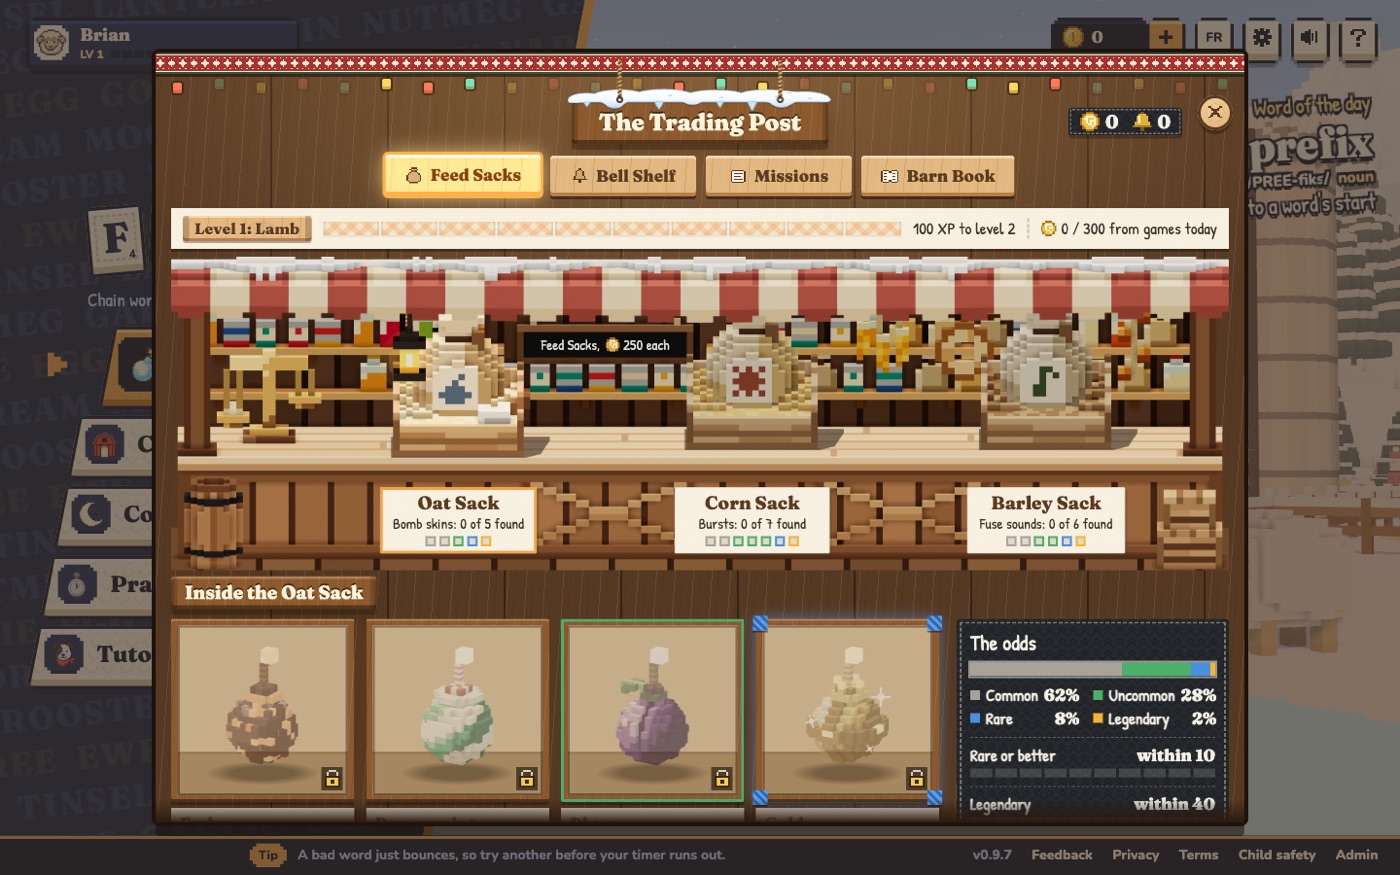 Brian
LV 1
0
FR
The Trading Post
0 0
Feed Sacks
Bell Shelf
Missions
Barn Book
Level 1: Lamb
100 XP to level 2
0 / 300 from games today
Word of the day
prefix
/PREE-fiks/ noun
to a word's start
F
4
Chain wor
Feed Sacks, 250 each
Oat Sack
Bomb skins: 0 of 5 found
Corn Sack
Bursts: 0 of 7 found
Barley Sack
Fuse sounds: 0 of 6 found
C
Co
Pra
Tuto
Inside the Oat Sack
The odds
Common 62%
Uncommon 28%
Rare 8%
Legendary 2%
Rare or better within 10
Legendary within 40
Tip
A bad word just bounces, so try another before your timer runs out.
v0.9.7
Feedback
Privacy
Terms
Child safety
Admin